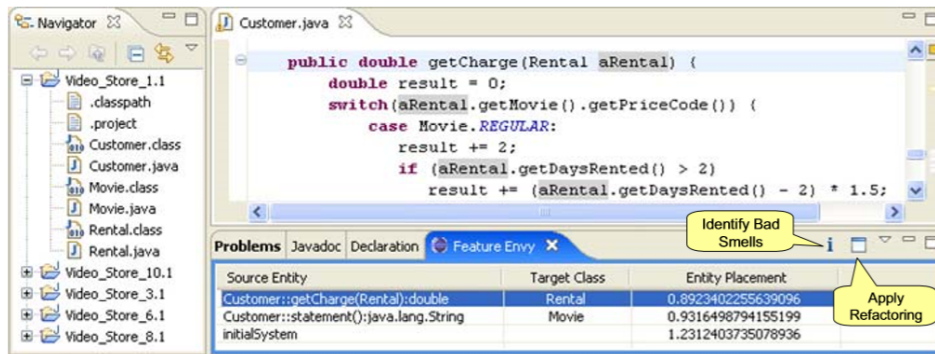 Navigator
Video_Store_1.1
.classpath
.project
Customer.class
Customer.java
Movie.class
Movie.java
Rental.class
Rental.java
Video_Store_10.1
Video_Store_3.1
Video_Store_6.1
Video_Store_8.1
Customer.java
public double getCharge(Rental aRental) {
double result = 0;
switch(aRental.getMovie().getPriceCode()) {
case Movie.REGULAR:
result += 2;
if (aRental.getDaysRented() > 2)
result += (aRental.getDaysRented() - 2) * 1.5;
Identify Bad
Smells
Problems Javadoc Declaration Feature Envy
Source Entity Target Class Entity Placement
Customer::getCharge(Rental):double Rental 0.8923402255639096
Customer::statement():java.lang.String Movie 0.9316498794155199
initialSystem 1.2312403735078936
Apply
Refactoring